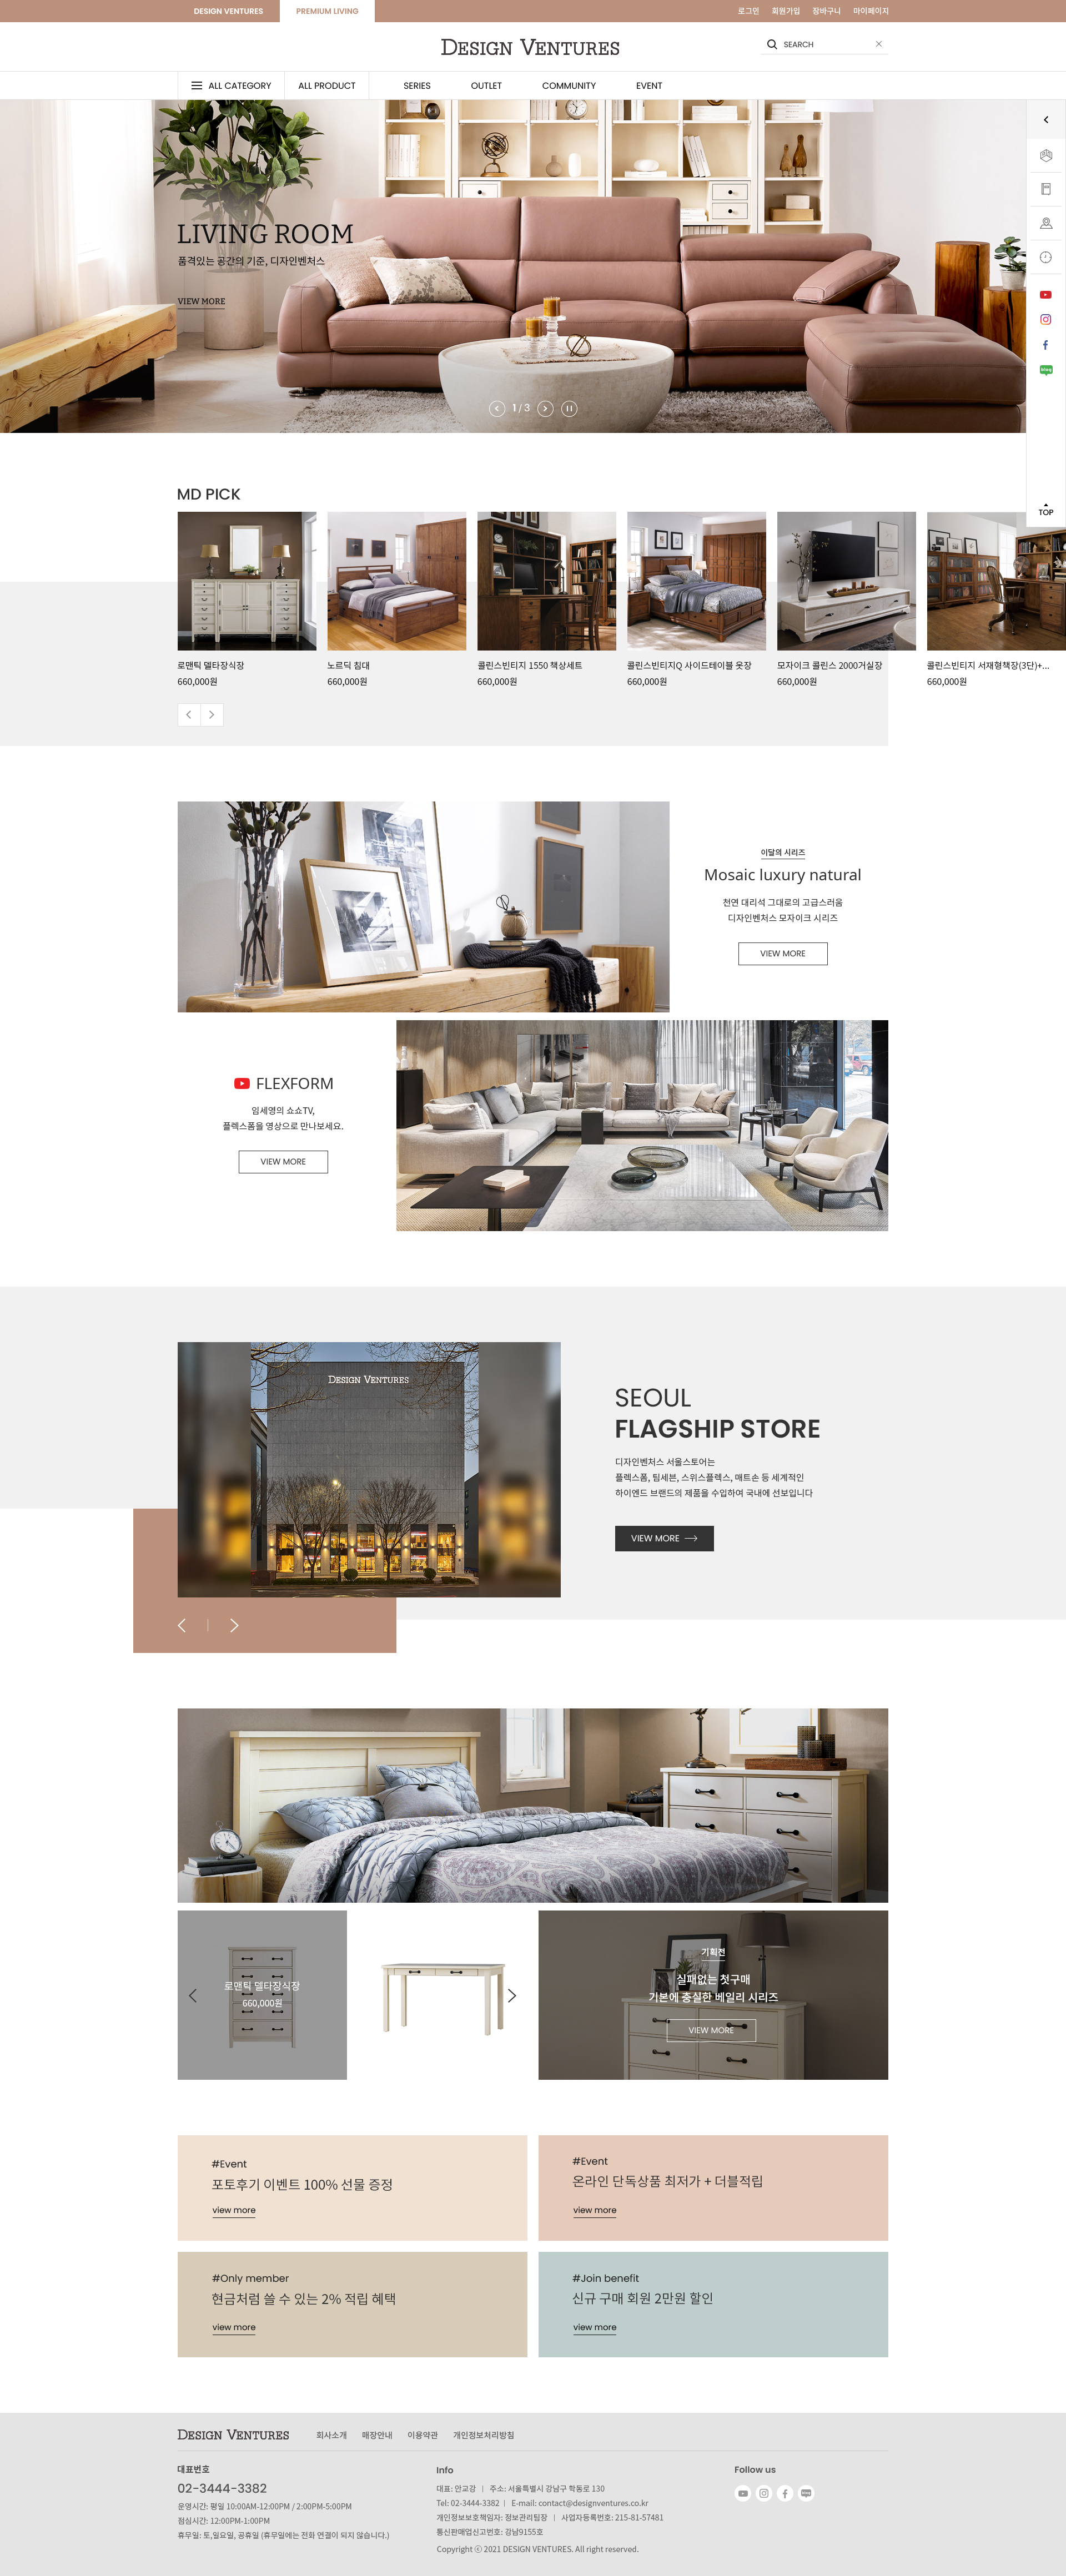 DESIGN VENTURES
PREMIUM LIVING
로그인 회원가입 장바구니 마이페이지
DESIGN VENTURES
SEARCH
ALL CATEGORY
ALL PRODUCT
SERIES
OUTLET
COMMUNITY
EVENT
LIVING ROOM
품격있는 공간의 기준, 디자인벤처스
VIEW MORE
1 / 3
blog
TOP
MD PICK
로맨틱 델타장식장
660,000원
노르딕 침대
660,000원
콜린스빈티지 1550 책상세트
660,000원
콜린스빈티지Q 사이드테이블 옷장
660,000원
모자이크 콜린스 2000거실장
660,000원
콜린스빈티지 서재형책장(3단)+...
660,000원
이달의 시리즈
Mosaic luxury natural
천연 대리석 그대로의 고급스러움
디자인벤처스 모자이크 시리즈
VIEW MORE
FLEXFORM
임세영의 쇼쇼TV,
플렉스폼을 영상으로 만나보세요.
VIEW MORE
DESIGN VENTURES
SEOUL
FLAGSHIP STORE
디자인벤처스 서울스토어는
플렉스폼, 팀세븐, 스위스플렉스, 매트손 등 세계적인
하이엔드 브랜드의 제품을 수입하여 국내에 선보입니다
VIEW MORE
로맨틱 델타장식장
660,000원
기획전
실패없는 첫구매
기본에 충실한 베일리 시리즈
VIEW MORE
#Event
포토후기 이벤트 100% 선물 증정
view more
#Event
온라인 단독상품 최저가 + 더블적립
view more
#Only member
현금처럼 쓸 수 있는 2% 적립 혜택
view more
#Join benefit
신규 구매 회원 2만원 할인
view more
DESIGN VENTURES
회사소개 매장안내 이용약관 개인정보처리방침
대표번호
02-3444-3382
운영시간: 평일 10:00AM-12:00PM / 2:00PM-5:00PM
점심시간: 12:00PM-1:00PM
휴무일: 토,일요일, 공휴일 (휴무일에는 전화 연결이 되지 않습니다.)
Info
대표: 안교강 | 주소: 서울특별시 강남구 학동로 130
Tel: 02-3444-3382 | E-mail: contact@designventures.co.kr
개인정보보호책임자: 정보관리팀장 | 사업자등록번호: 215-81-57481
통신판매업신고번호: 강남9155호
Copyright ⓒ 2021 DESIGN VENTURES. All right reserved.
Follow us
blog